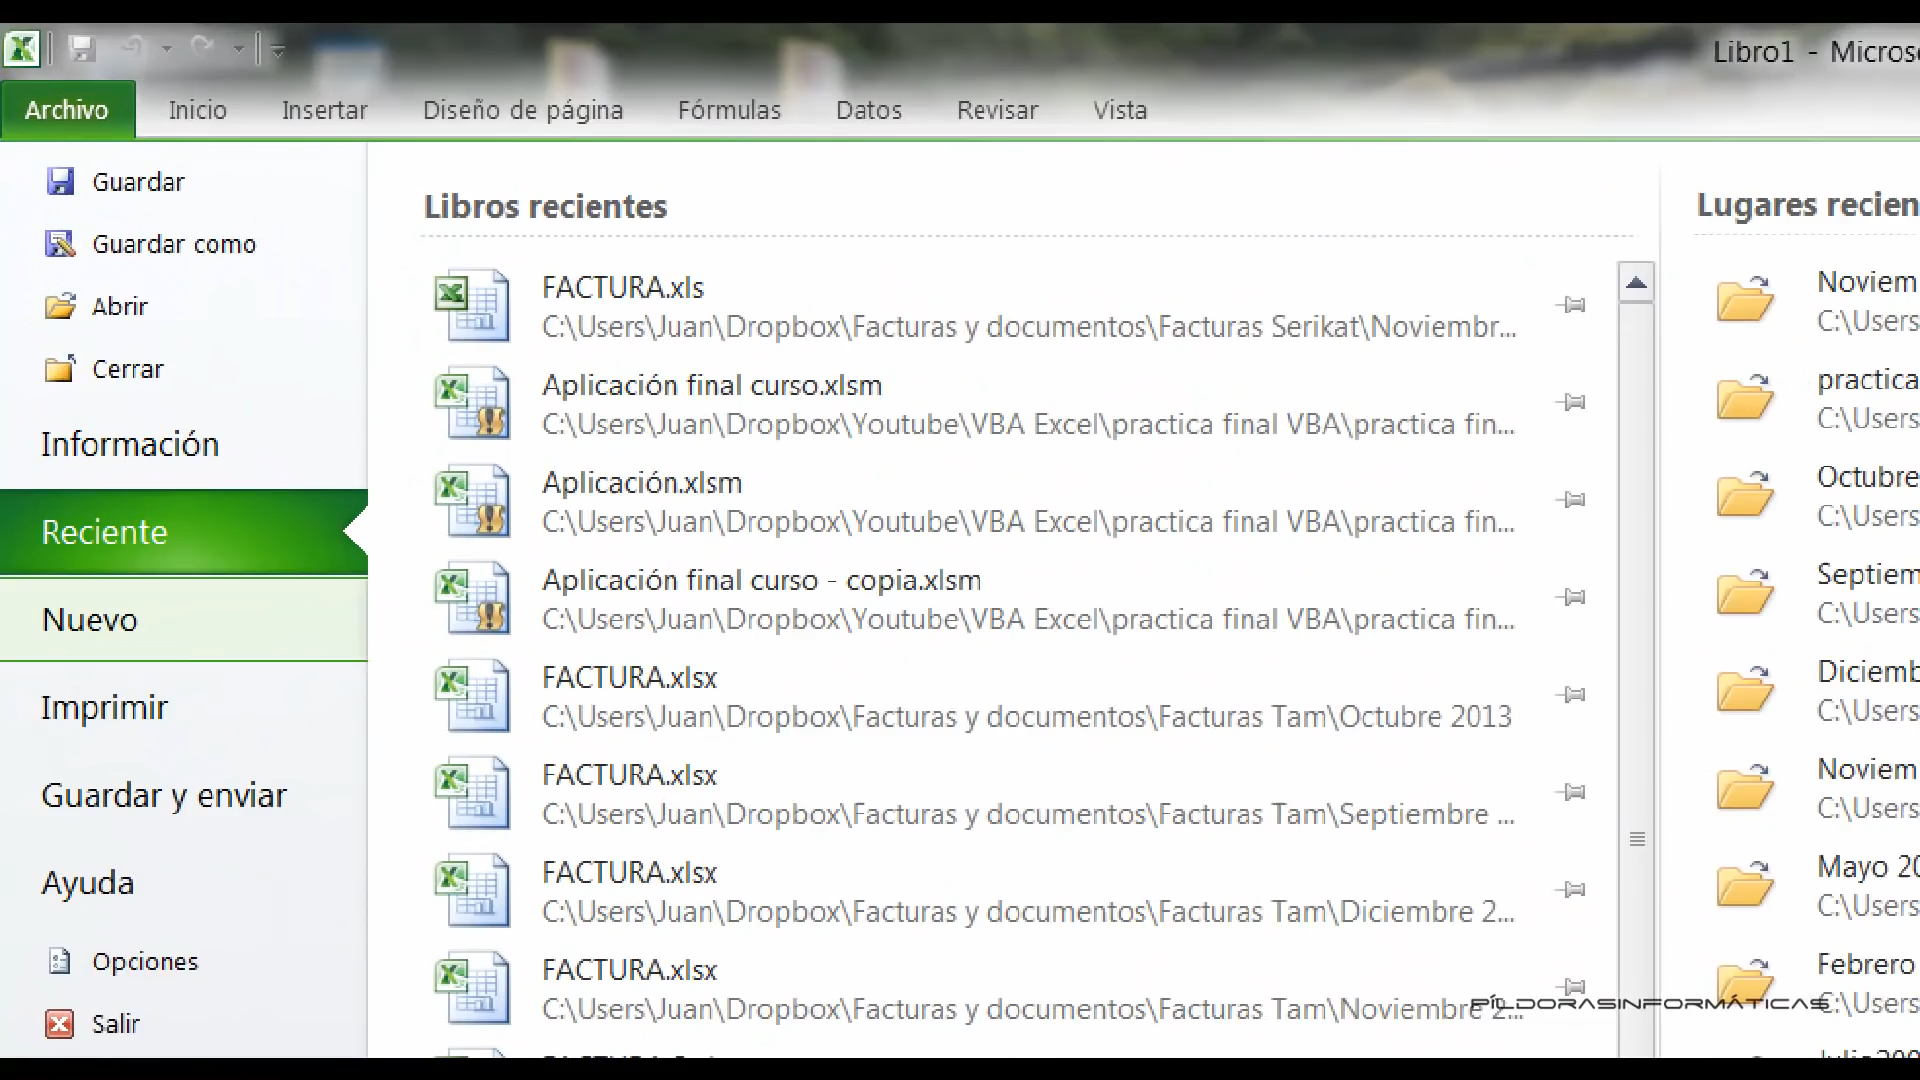 Libro1 - Micros
Archivo Inicio Insertar Diseño de página Fórmulas Datos Revisar Vista
Guardar
Guardar como
Abrir
Cerrar
Información
Reciente
Nuevo
Imprimir
Guardar y enviar
Ayuda
Opciones
Salir
Libros recientes
FACTURA.xls
C:\Users\Juan\Dropbox\Facturas y documentos\Facturas Serikat\Noviembr...
Aplicación final curso.xlsm
C:\Users\Juan\Dropbox\Youtube\VBA Excel\practica final VBA\practica fin...
Aplicación.xlsm
C:\Users\Juan\Dropbox\Youtube\VBA Excel\practica final VBA\practica fin...
Aplicación final curso - copia.xlsm
C:\Users\Juan\Dropbox\Youtube\VBA Excel\practica final VBA\practica fin...
FACTURA.xlsx
C:\Users\Juan\Dropbox\Facturas y documentos\Facturas Tam\Octubre 2013
FACTURA.xlsx
C:\Users\Juan\Dropbox\Facturas y documentos\Facturas Tam\Septiembre ...
FACTURA.xlsx
C:\Users\Juan\Dropbox\Facturas y documentos\Facturas Tam\Diciembre 2...
FACTURA.xlsx
C:\Users\Juan\Dropbox\Facturas y documentos\Facturas Tam\Noviembre 2...
Lugares recien
Noviem
C:\Users
practica
C:\Users
Octubre
C:\Users
Septiem
C:\Users
Diciemb
C:\Users
Noviem
C:\Users
Mayo 20
C:\Users
Febrero
C:\Users
PÍLDORASINFORMÁTICAS